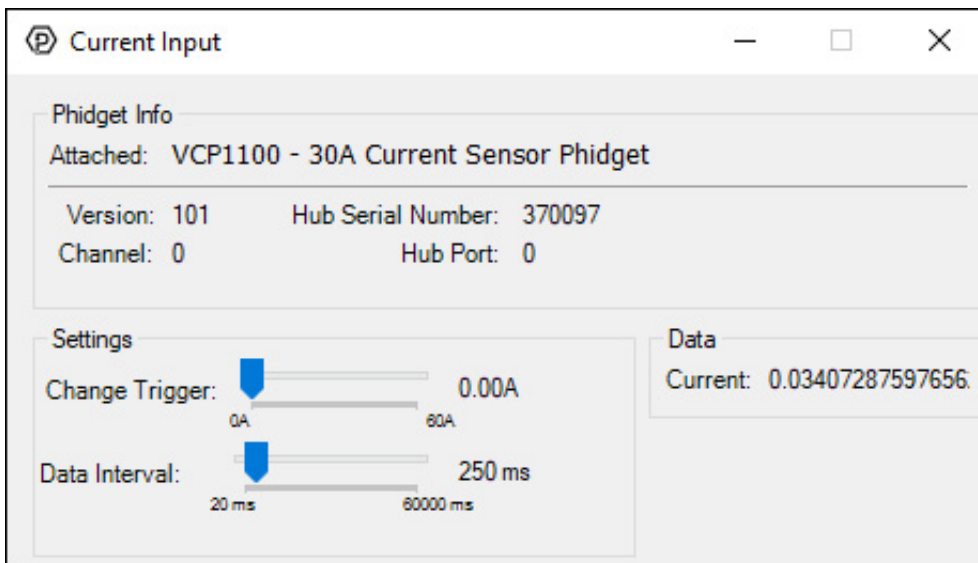 Current Input
Phidget Info
Attached: VCP1100 - 30A Current Sensor Phidget
Version: 101 Hub Serial Number: 370097
Channel: 0 Hub Port: 0
Settings
Change Trigger: 0.00A
0A 60A
Data Interval: 250 ms
20 ms 60000 ms
Data
Current: 0.03407287597656